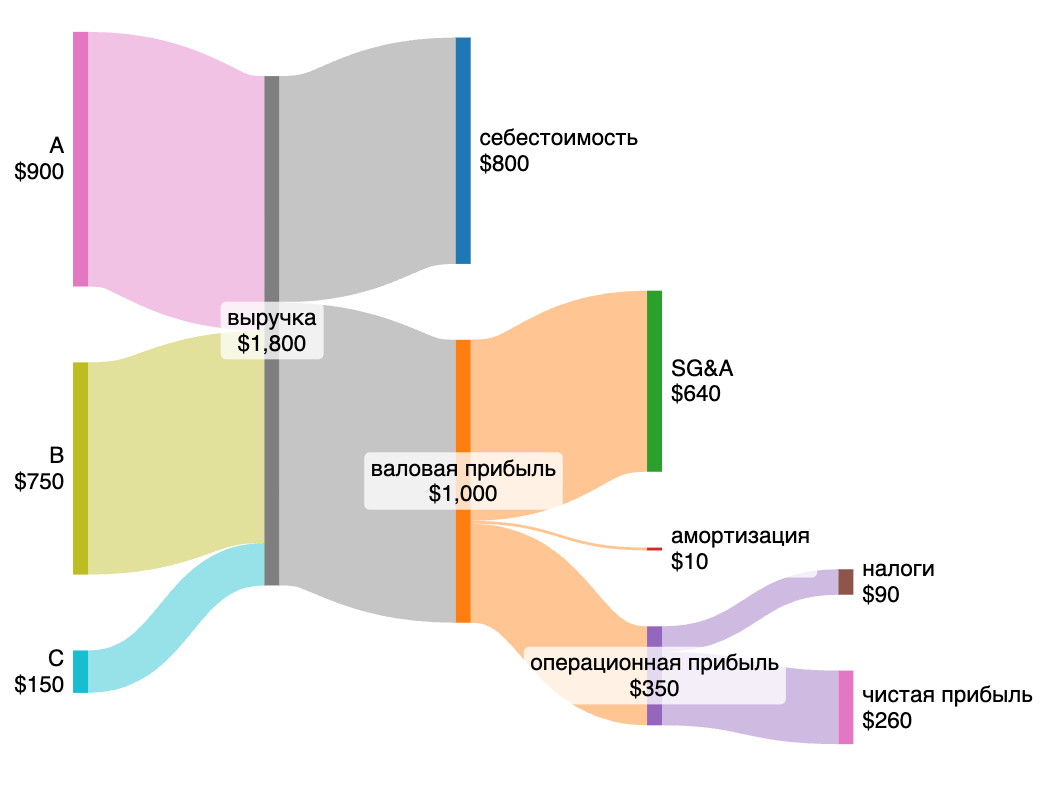 A
$900
себестоимость
$800
выручка
$1,800
SG&A
$640
B
$750
валовая прибыль
$1,000
амортизация
$10
налоги
$90
C
$150
операционная прибыль
$350
чистая прибыль
$260